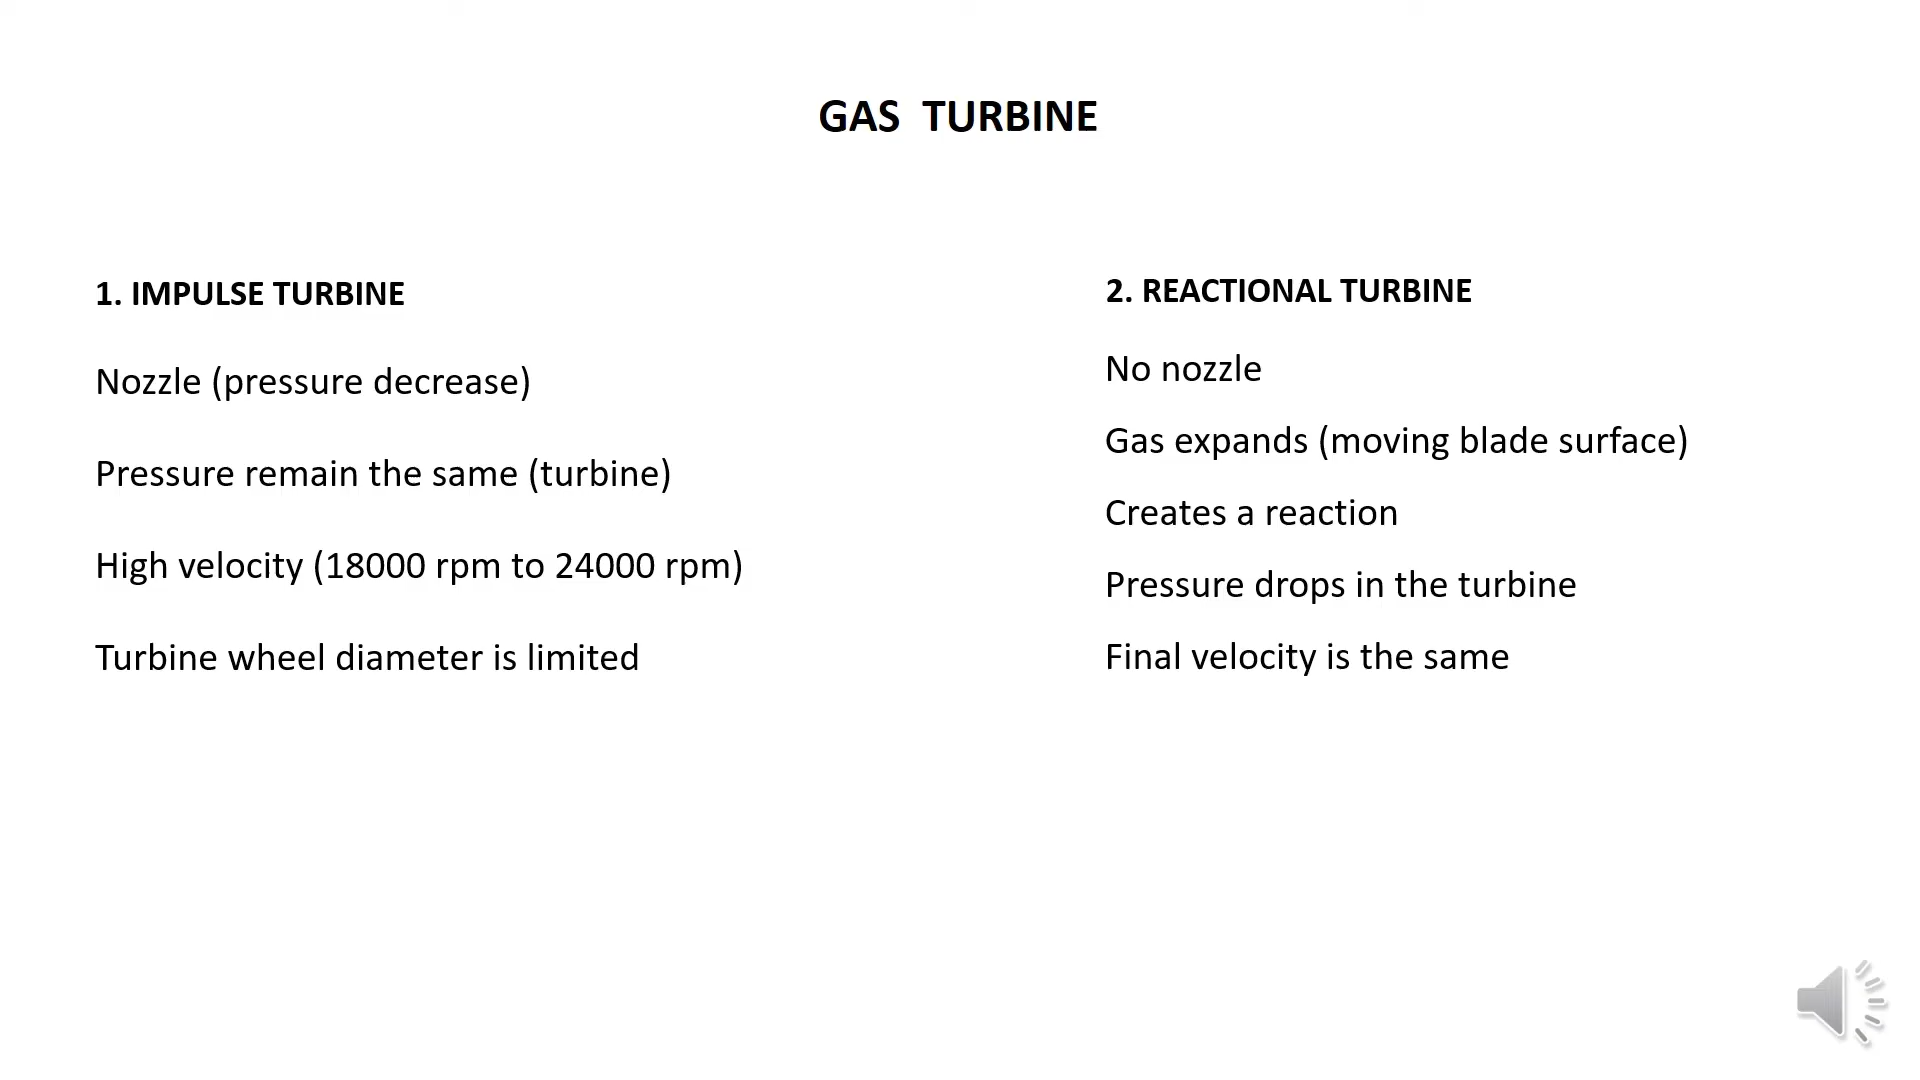 GAS TURBINE
1. IMPULSE TURBINE
Nozzle (pressure decrease)
Pressure remain the same (turbine)
High velocity (18000 rpm to 24000 rpm)
Turbine wheel diameter is limited
2. REACTIONAL TURBINE
No nozzle
Gas expands (moving blade surface)
Creates a reaction
Pressure drops in the turbine
Final velocity is the same